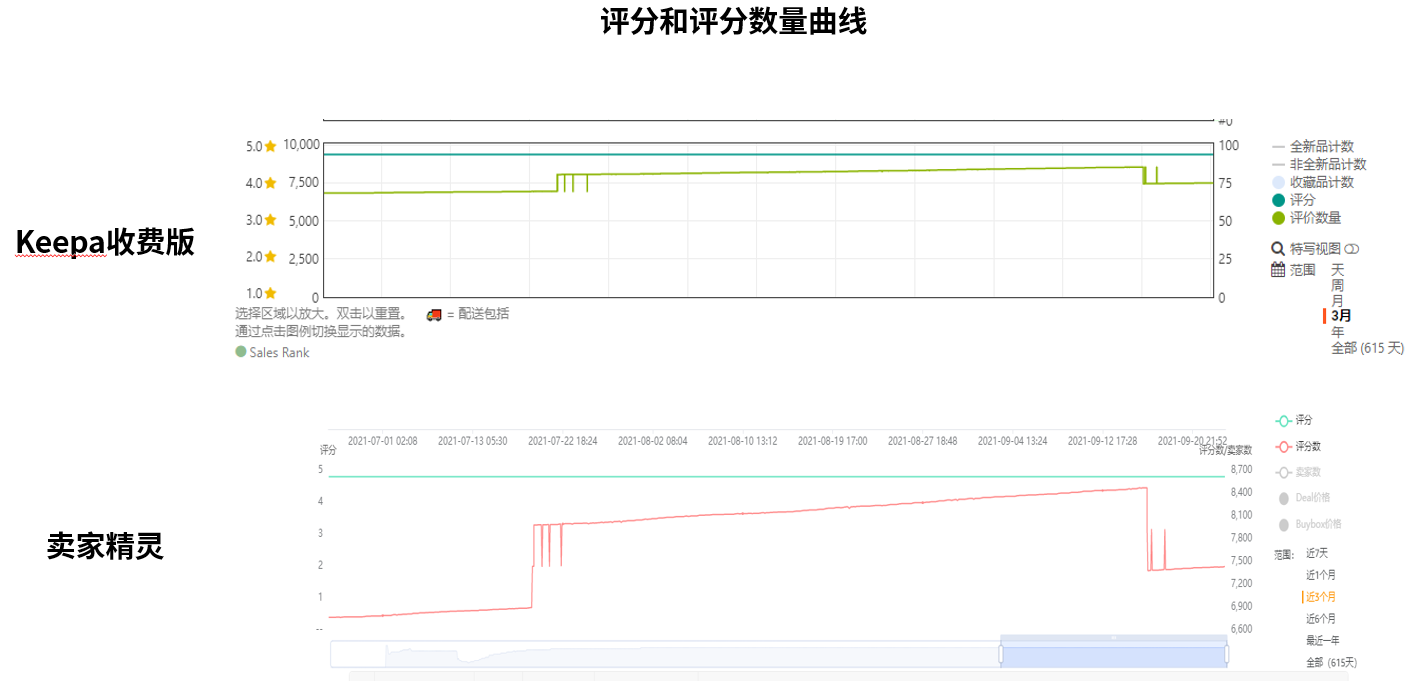 评分和评分数量曲线
#0
5.0 10,000 100 全新品计数
非全新品计数
4.0 7,500 75 收藏品计数
评分
3.0 5,000 50 评价数量
Keepa收费版
2.0 2,500 25 特写视图
范围 天
周
1.0 0 0 月
选择区域以放大。双击以重置。 = 配送包括 3月
通过点击图例切换显示的数据。 年
Sales Rank 全部 (615 天)
评分
2021-07-01 02:08 2021-07-13 05:30 2021-07-22 18:24 2021-08-02 08:04 2021-08-10 13:12 2021-08-19 17:00 2021-08-27 18:48 2021-09-04 13:24 2021-09-12 17:28 2021-09-20 21:52
评分 评分数/卖家数 评分数
5 8,700 卖家数
8,400 Deal价格
4 8,100 Buybox价格
3 7,800
卖家精灵
7,500 范围: 近7天
2 7,200 近1个月
1 6,900 近3个月
-- 6,600 近6个月
最近一年
全部（615天)